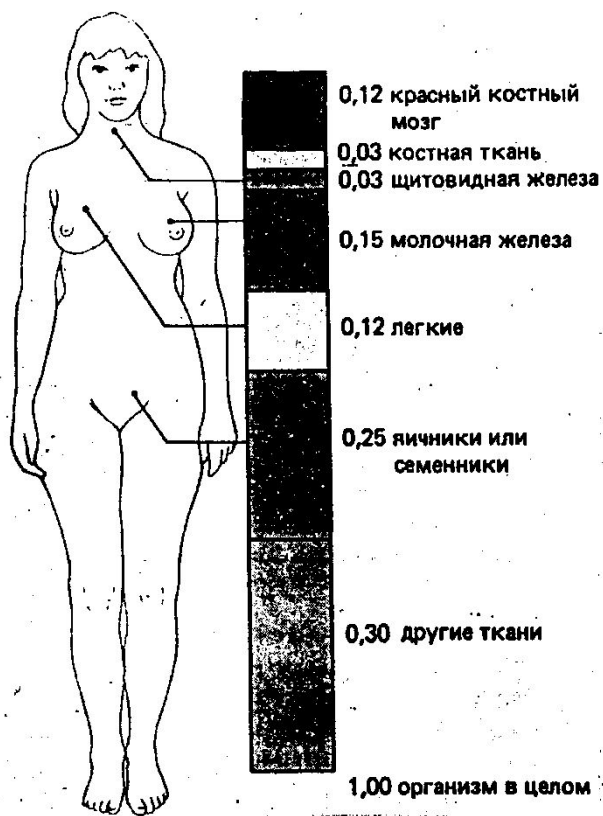 0,12 красный костный
мозг
0,03 костная ткань
0,03 щитовидная железа
0,15 молочная железа
0,12 легкие
0,25 яичники или
семенники
0,30 другие ткани
1,00 организм в целом